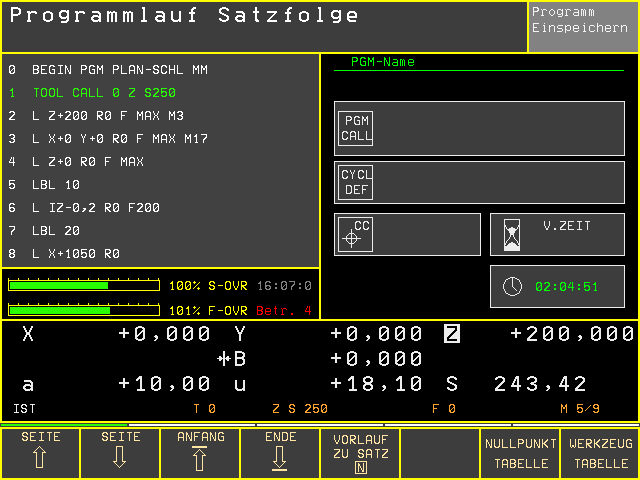 Programmlauf Satzfolge
Programm
Einspeichern
0 BEGIN PGM PLAN-SCHL MM
1 TOOL CALL 0 Z S250
2 L Z+200 R0 F MAX M3
3 L X+0 Y+0 R0 F MAX M17
4 L Z+0 R0 F MAX
5 LBL 10
6 L IZ-0,2 R0 F200
7 LBL 20
8 L X+1050 R0
PGM-Name
PGM
CALL
CYCL
DEF
CC
V.ZEIT
02:04:51
100% S-OVR 16:07:0
101% F-OVR Betr. 4
X +0,000 Y +0,000 Z +200,000
B +0,000
a +10,00 u +18,10 S 243,42
IST T 0 Z S 250 F 0 M 5/9
SEITE
SEITE
ANFANG
ENDE
VORLAUF
ZU SATZ
N
NULLPUNKT
TABELLE
WERKZEUG
TABELLE